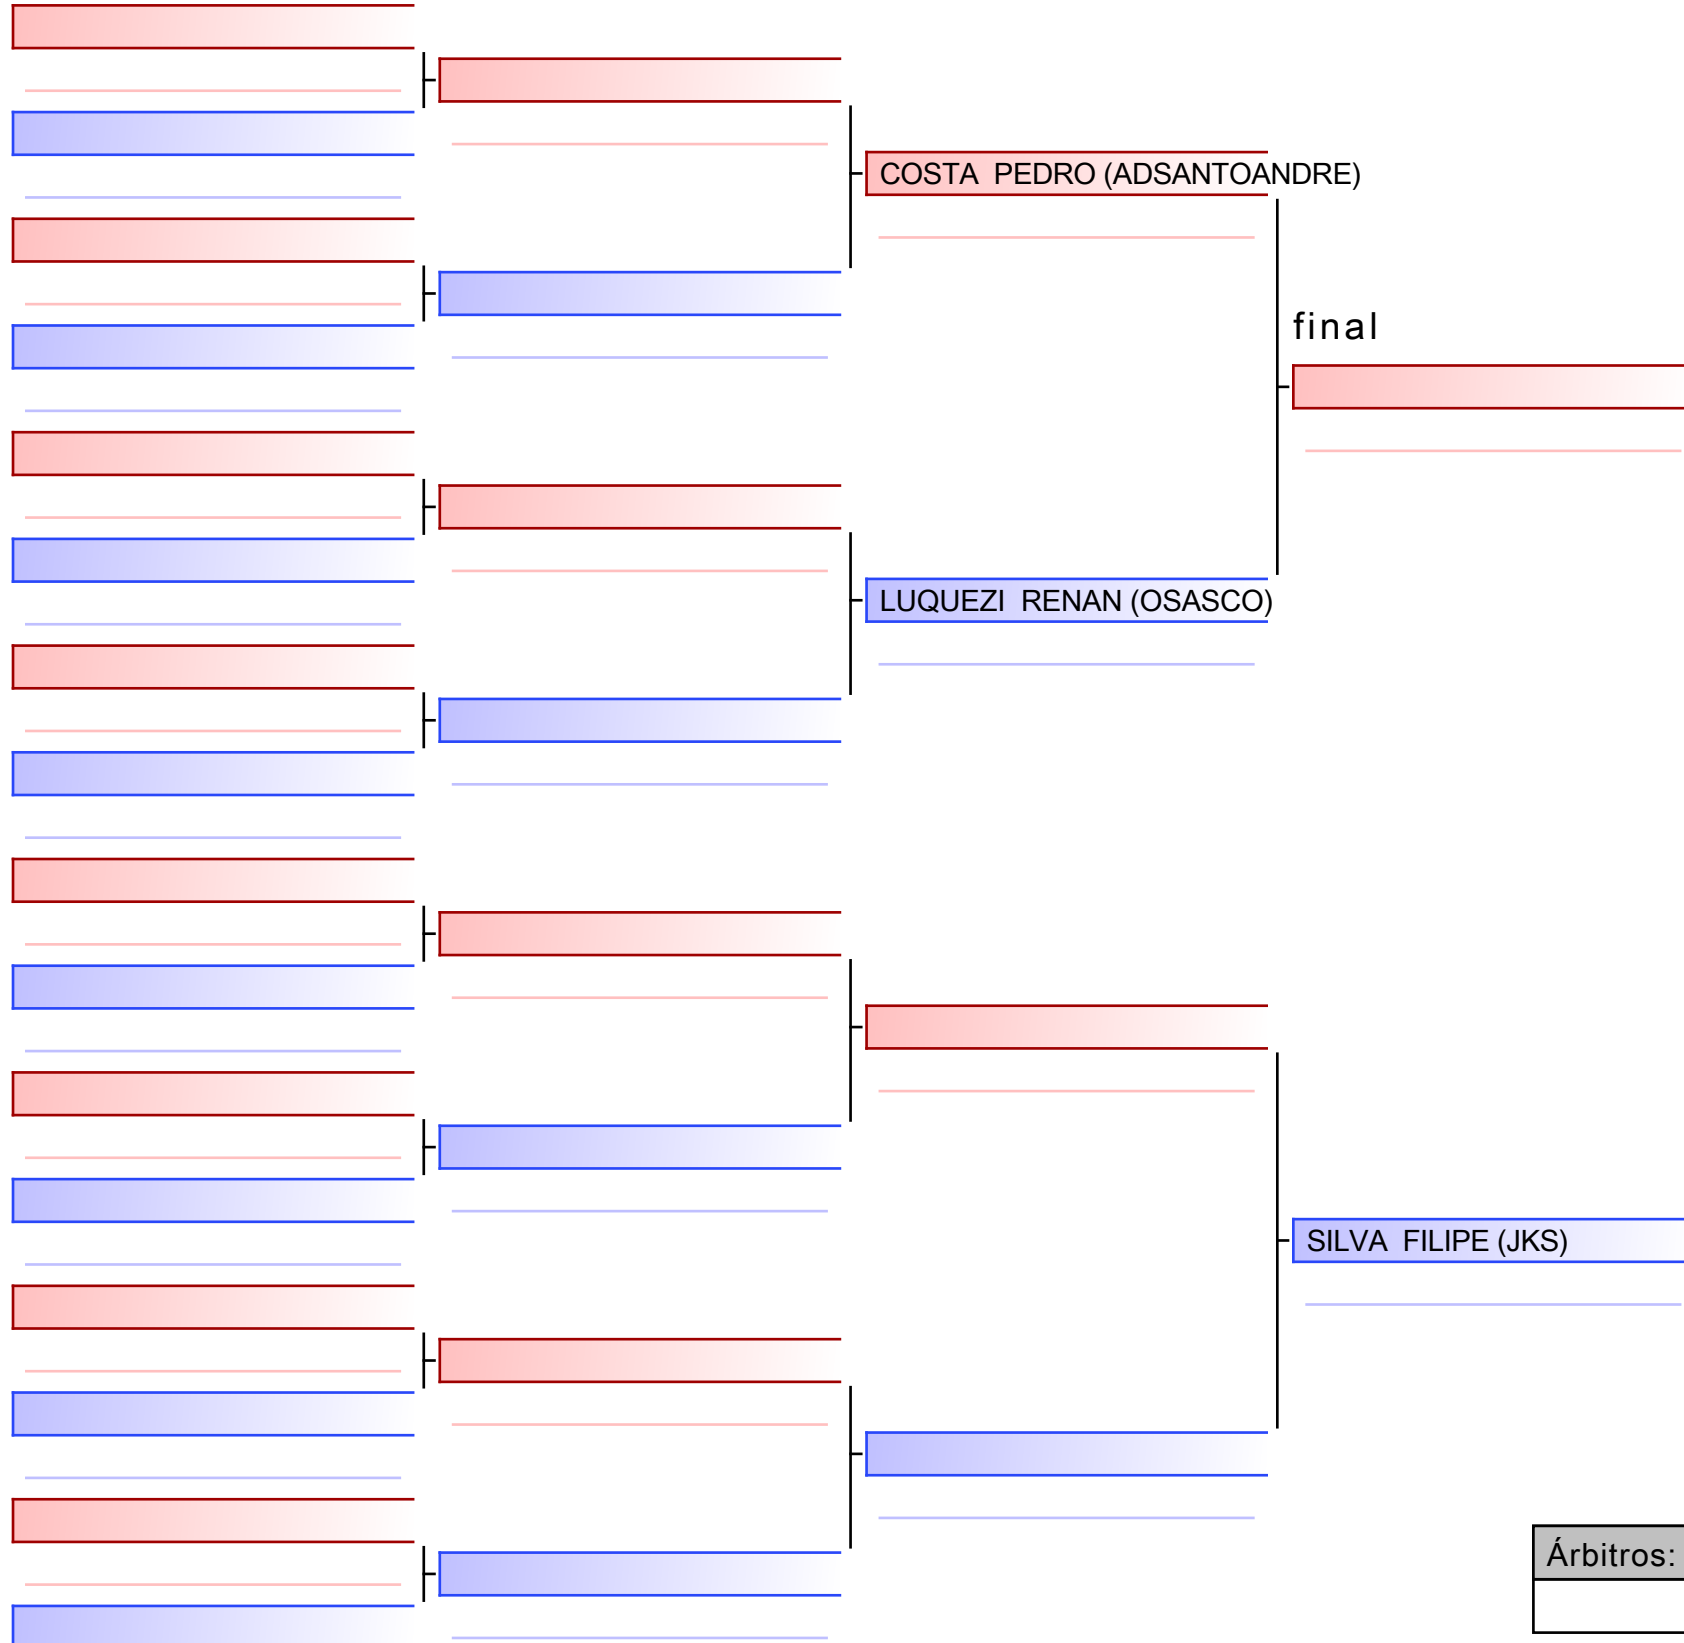 COSTA PEDRO (ADSANTOANDRE)
final
LUQUEZI RENAN (OSASCO)
SILVA FILIPE (JKS)
Árbitros: